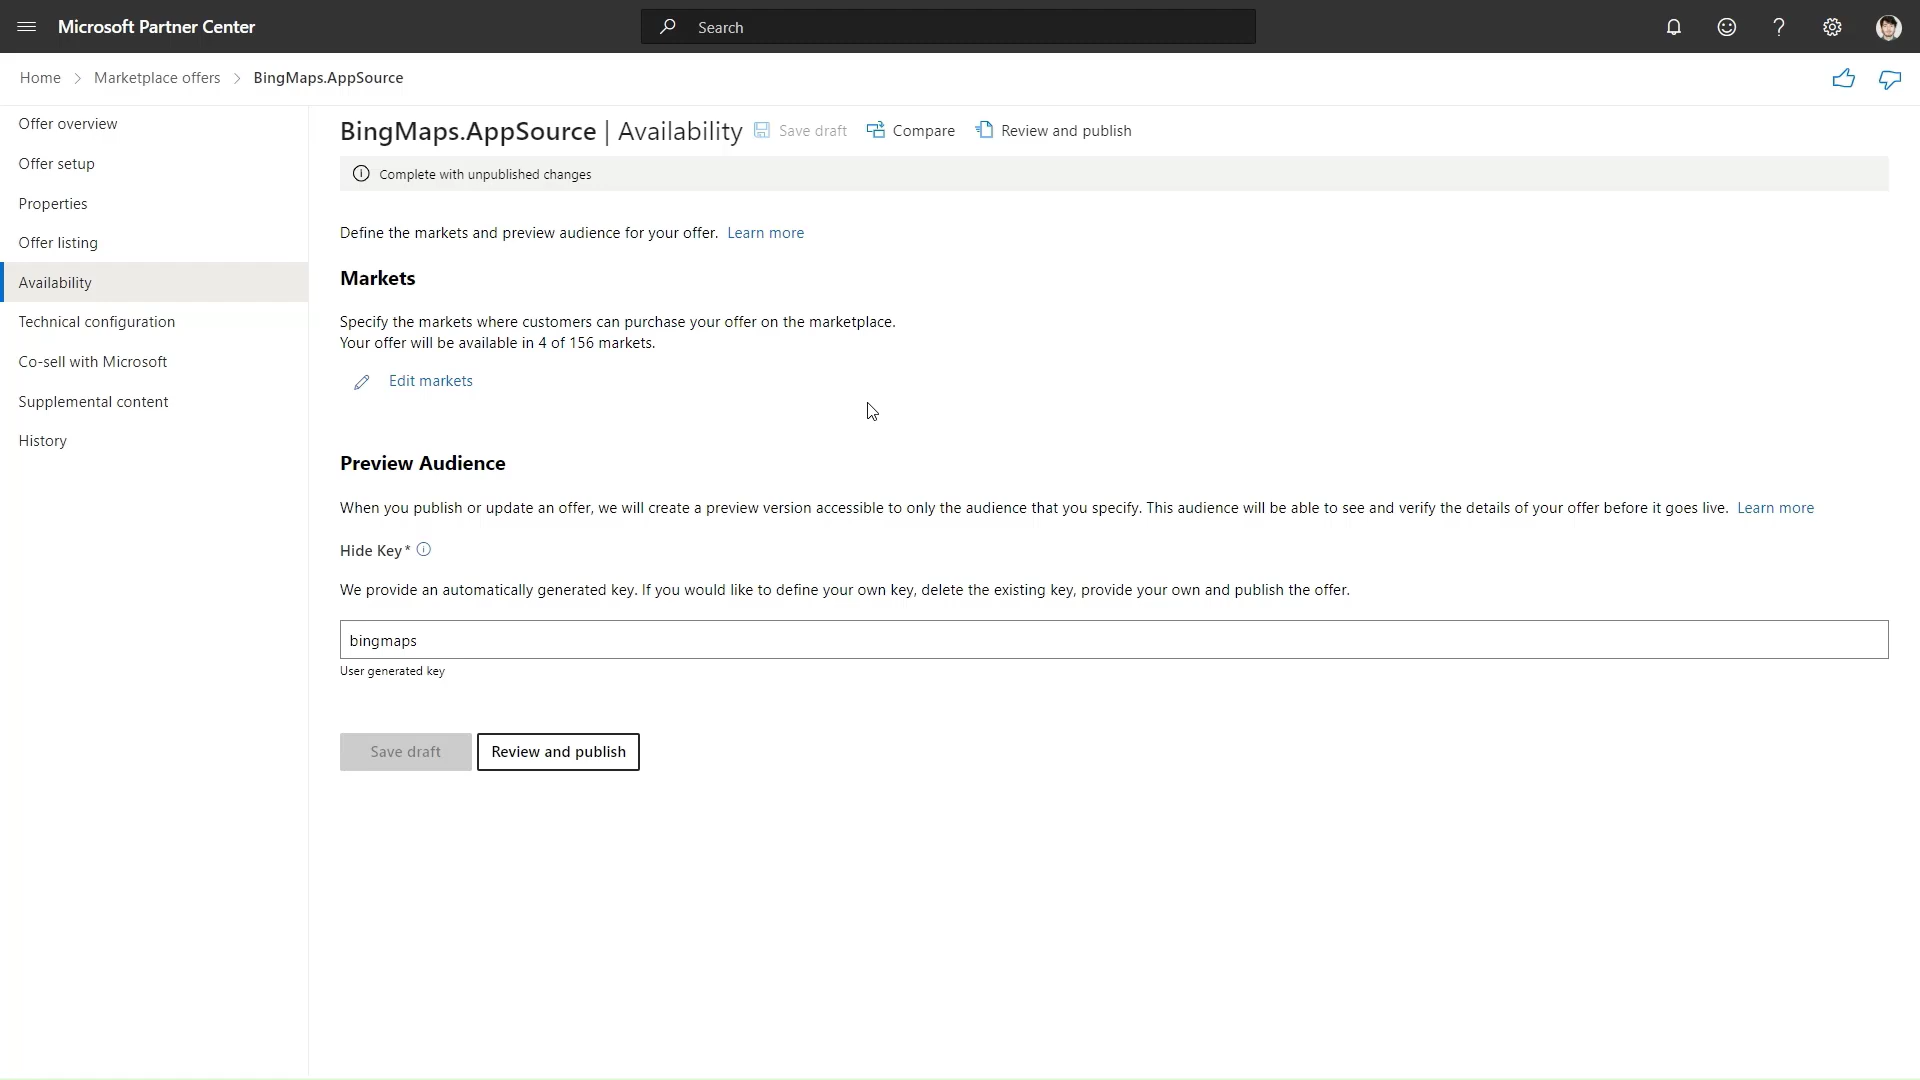 Microsoft Partner Center
Search
Home > Marketplace offers > BingMaps.AppSource
Offer overview
Offer setup
Properties
Offer listing
Availability
Technical configuration
Co-sell with Microsoft
Supplemental content
History
BingMaps.AppSource | Availability Save draft Compare Review and publish
Complete with unpublished changes
Define the markets and preview audience for your offer. Learn more
Markets
Specify the markets where customers can purchase your offer on the marketplace.
Your offer will be available in 4 of 156 markets.
Edit markets
Preview Audience
When you publish or update an offer, we will create a preview version accessible to only the audience that you specify. This audience will be able to see and verify the details of your offer before it goes live. Learn more
Hide Key*
We provide an automatically generated key. If you would like to define your own key, delete the existing key, provide your own and publish the offer.
bingmaps
User generated key
Save draft Review and publish